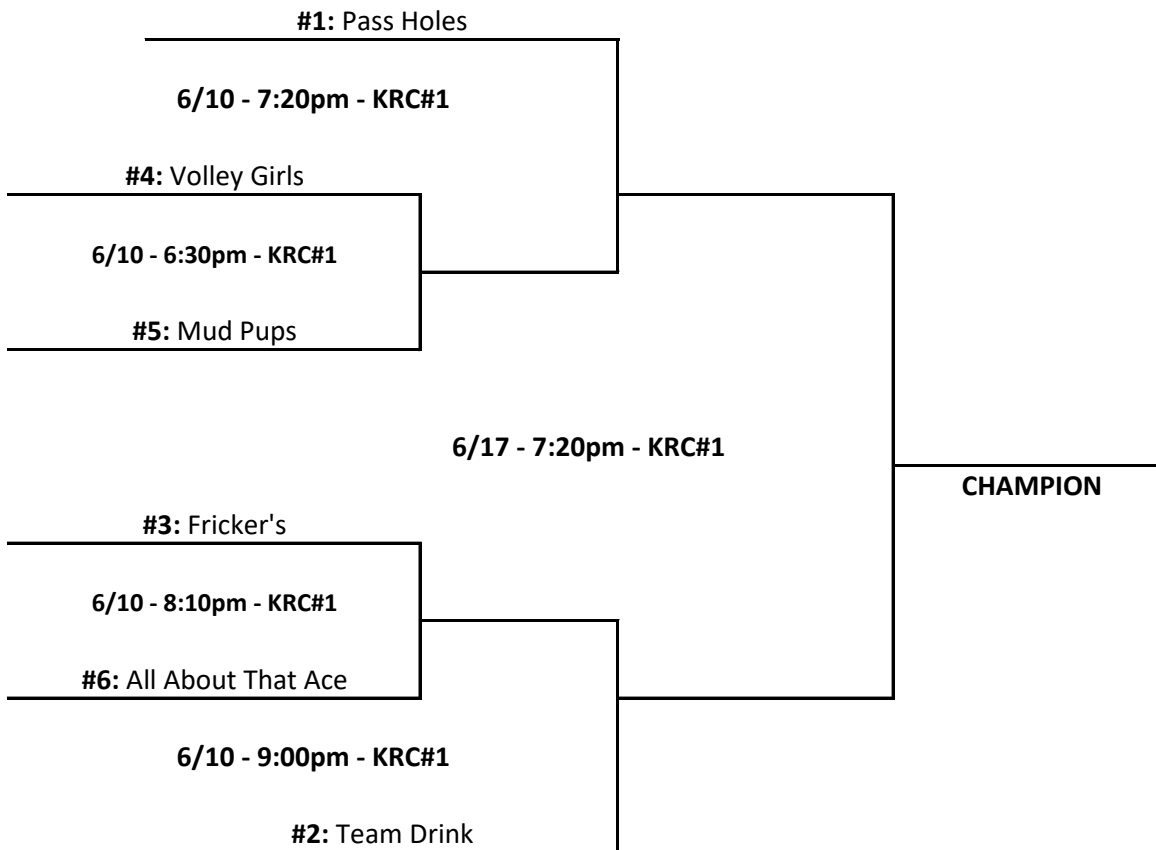 #1: Pass Holes
6/10 - 7:20pm - KRC#1
#4: Volley Girls
6/10 - 6:30pm - KRC#1
#5: Mud Pups
6/17 - 7:20pm - KRC#1
CHAMPION
#3: Fricker's
6/10 - 8:10pm - KRC#1
#6: All About That Ace
6/10 - 9:00pm - KRC#1
#2: Team Drink